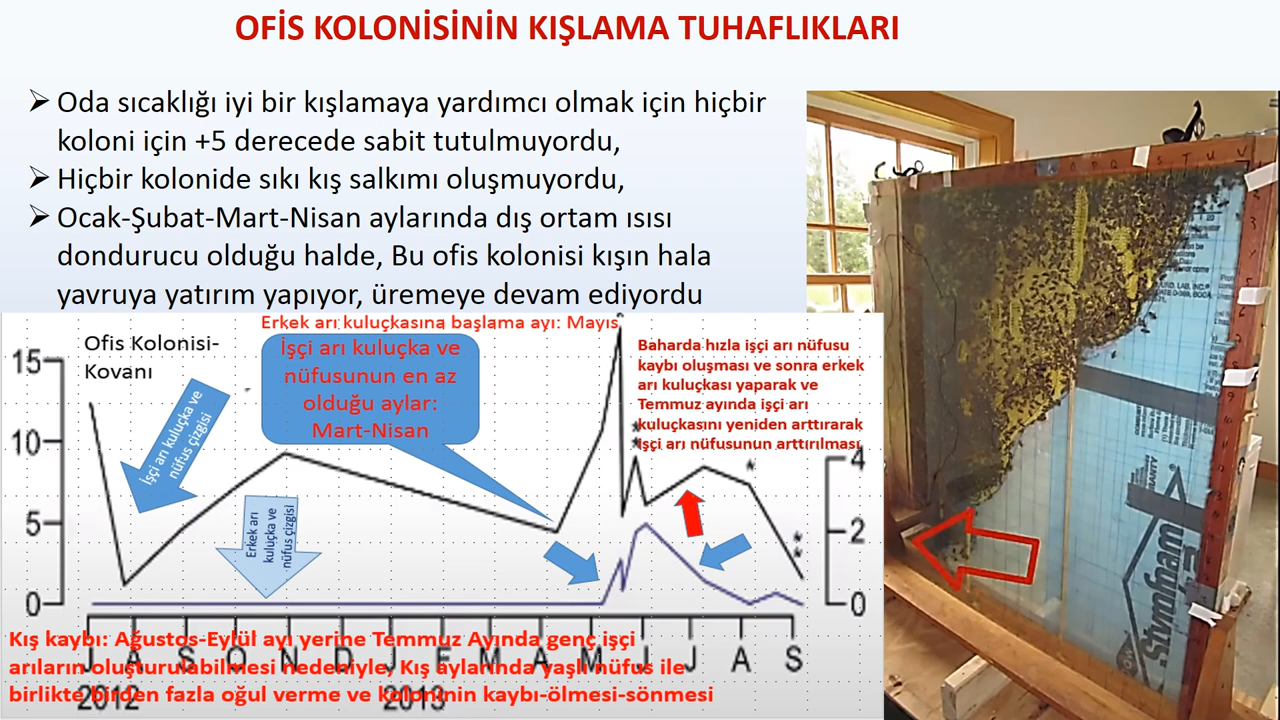 OFİS KOLONİSİNİN KIŞLAMA TUHAFLIKLARI
Oda sıcaklığı iyi bir kışlamaya yardımcı olmak için hiçbir
koloni için +5 derecede sabit tutulmuyordu,
Hiçbir kolonide sıkı kış salkımı oluşmuyordu,
Ocak-Şubat-Mart-Nisan aylarında dış ortam ısısı
dondurucu olduğu halde, Bu ofis kolonisi kışın hala
yavruya yatırım yapıyor, üremeye devam ediyordu
Erkek arı kuluçkasına başlama ayı: Mayıs
Ofis Kolonisi-
Kovanı
İşçi arı kuluçka ve
nüfusunun en az
olduğu aylar:
Mart-Nisan
Baharda hızla işçi arı nüfusu
kaybı oluşması ve sonra erkek
arı kuluçkası yaparak ve
Temmuz ayında işçi arı
kuluçkasını yeniden arttırarak
işçi arı nüfusunun arttırılması
İşçi arı kuluçka ve
nüfus çizgisi
Erkek arı
kuluçka ve
nüfus çizgisi
15
10
5
0
4
2
0
J A S O N D J F M A M J J A S
2012 2013
Kış kaybı: Ağustos-Eylül ayı yerine Temmuz Ayında genç işçi
arıların oluşturulabilmesi nedeniyle, Kış aylarında yaşlı nüfus ile
birlikte birden fazla oğul verme ve koloninin kaybı-ölmesi-sönmesi
Styrofoam